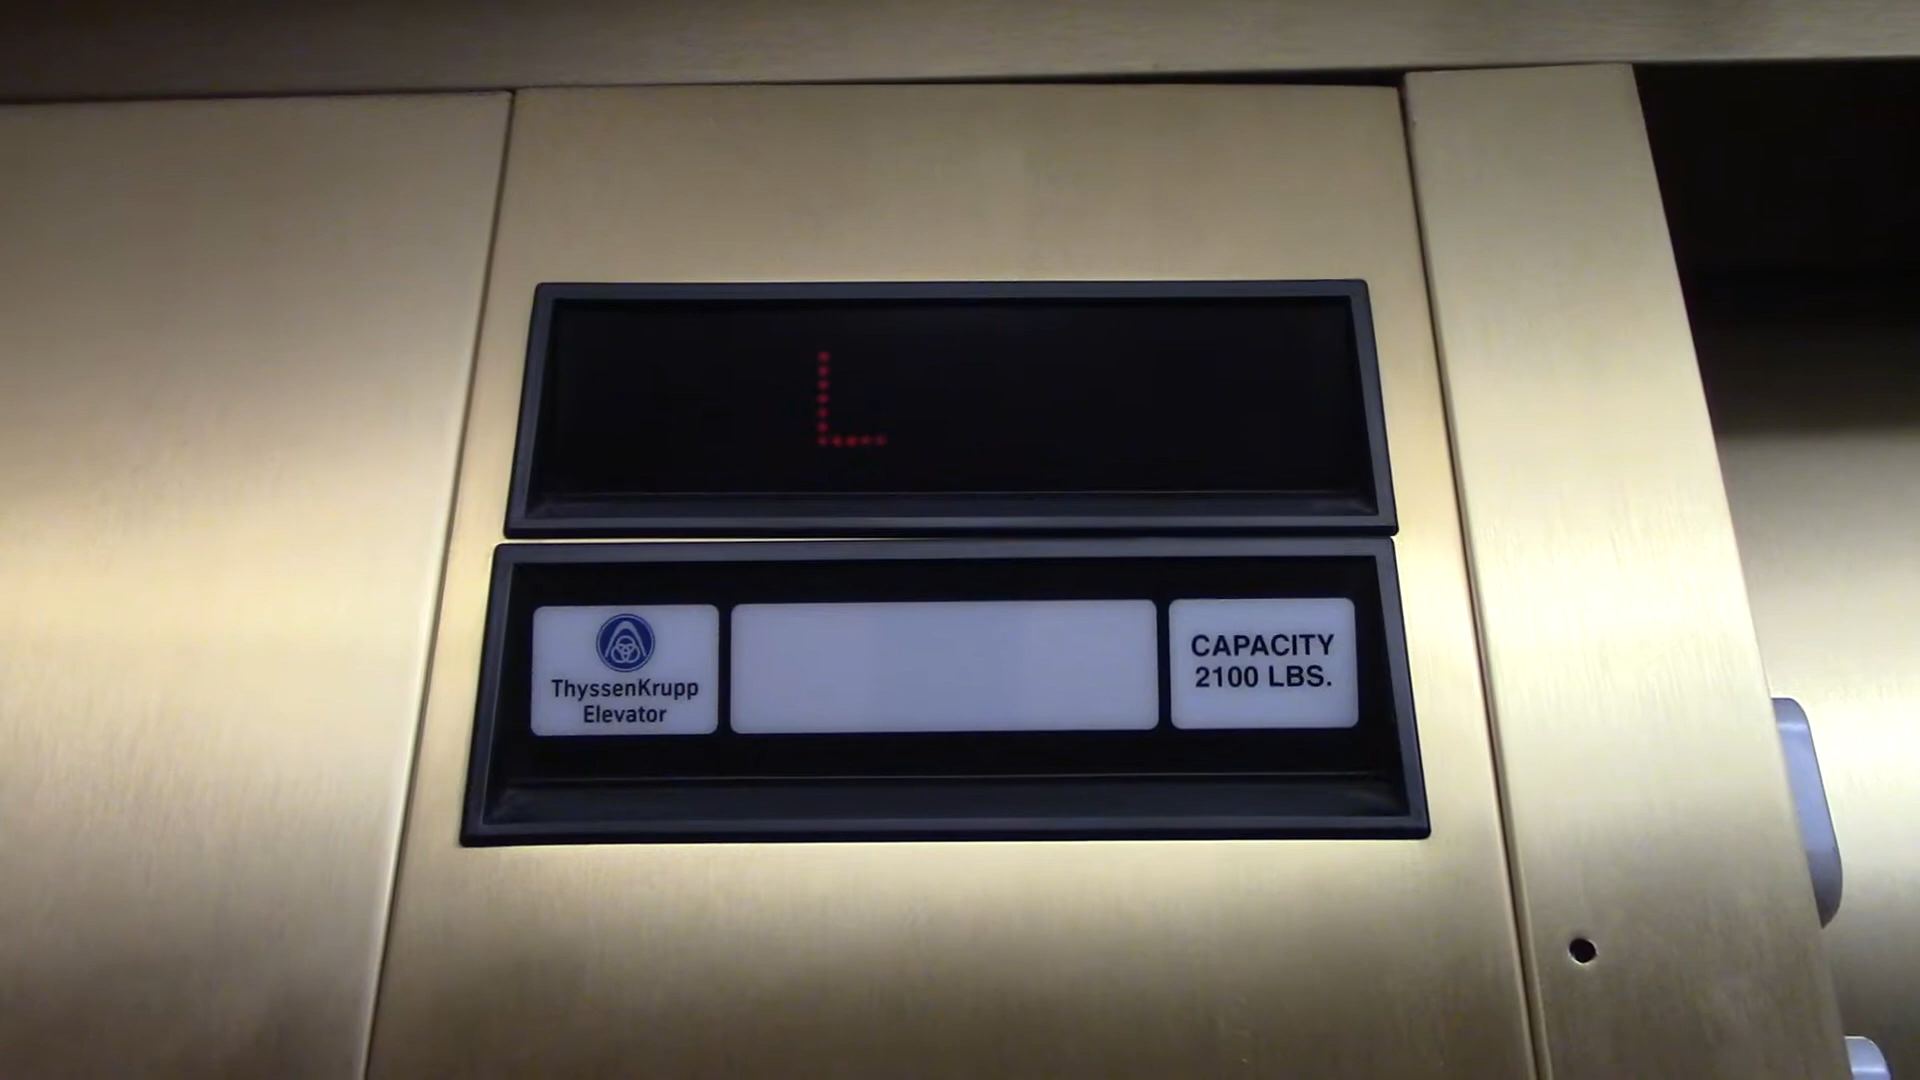 L
ThyssenKrupp
Elevator
CAPACITY
2100 LBS.